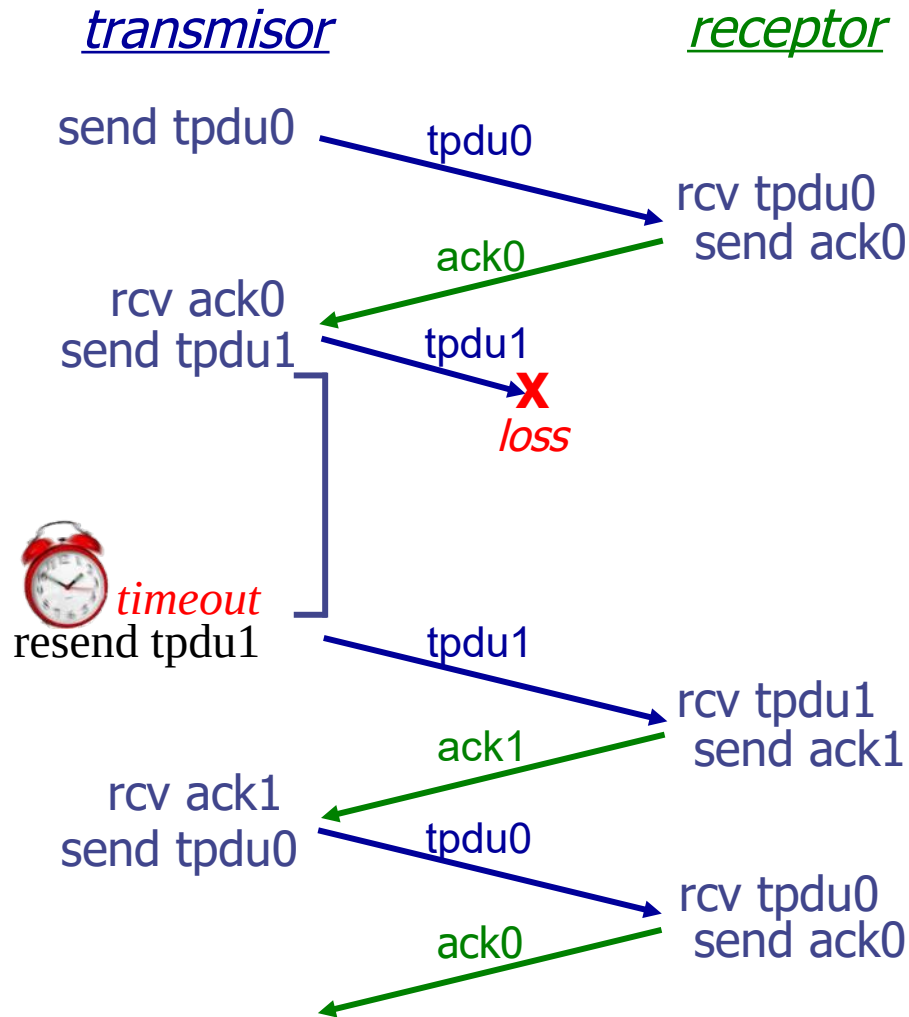 transmisor
receptor
send tpdu0
tpdu0
rcv tpdu0
send ack0
ack0
rcv ack0
send tpdu1
tpdu1
X
loss
timeout
resend tpdu1
tpdu1
rcv tpdu1
send ack1
ack1
rcv ack1
send tpdu0
tpdu0
rcv tpdu0
send ack0
ack0